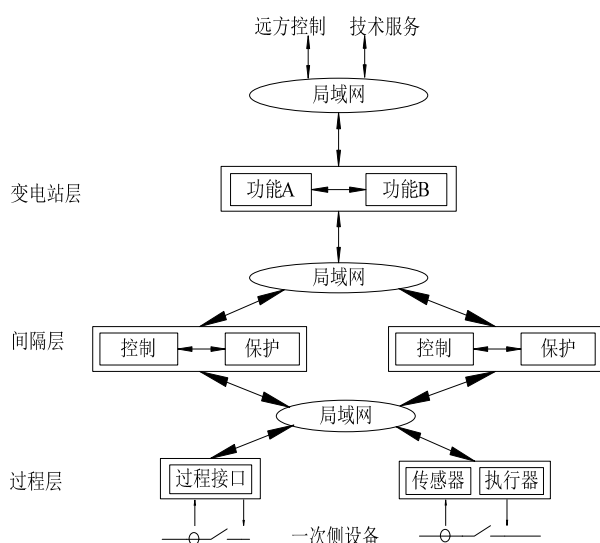 远方控制 技术服务
局域网
变电站层
功能A 功能B
局域网
间隔层
控制 保护 控制 保护
局域网
过程层
过程接口 传感器 执行器
一次侧设备